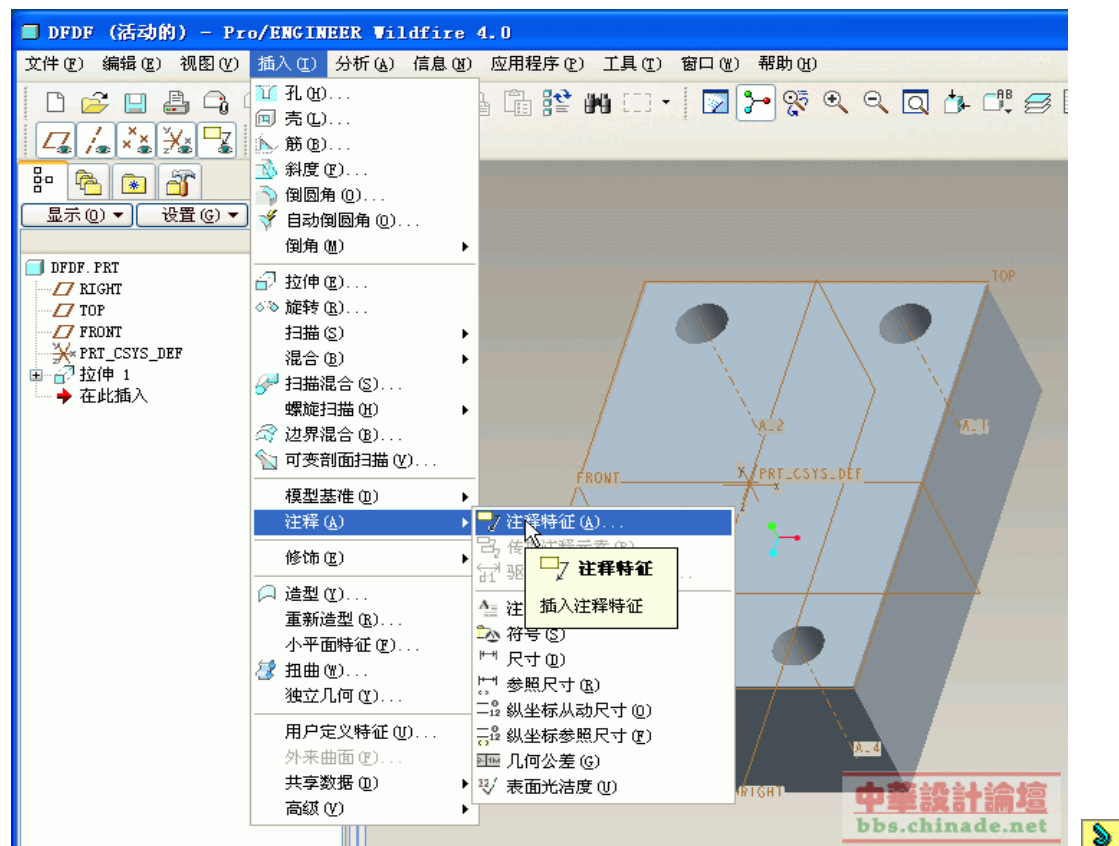 DFDF (活动的) - Pro/ENGINEER Wildfire 4.0
文件(F) 编辑(E) 视图(V) 插入(I) 分析(A) 信息(N) 应用程序(P) 工具(T) 窗口(W) 帮助(H)
显示(O) 设置(G)
DFDF.PRT
RIGHT
TOP
FRONT
PRT_CSYS_DEF
拉伸 1
在此插入
孔(H)...
壳(L)...
筋(B)...
斜度(F)...
倒圆角(O)...
自动倒圆角(O)...
倒角(M)
拉伸(E)...
旋转(R)...
扫描(S)
混合(B)
扫描混合(S)...
螺旋扫描(H)
边界混合(B)...
可变剖面扫描(V)...
模型基准(D)
注释(A)
修饰(E)
造型(Y)...
重新造型(R)...
小平面特征(F)...
扭曲(W)...
独立几何(Y)...
用户定义特征(U)...
外来曲面(F)...
共享数据(D)
高级(V)
注释特征(A)...
传
驱
注
符号(S)
尺寸(D)
参照尺寸(R)
纵坐标从动尺寸(O)
纵坐标参照尺寸(F)
几何公差(G)
表面光洁度(U)
注释特征
插入注释特征
TOP
A_2
A_1
FRONT
PRT_CSYS_DEF
A_4
RIGHT
中華設計論壇
bbs.chinade.net